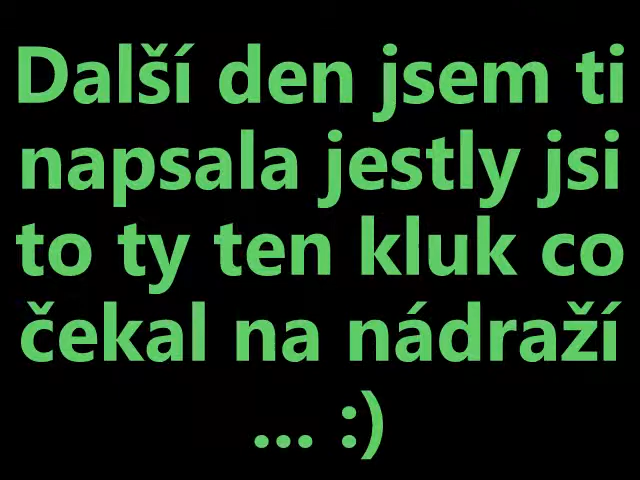 Další den jsem ti
napsala jestly jsi
to ty ten kluk co
čekal na nádraží
... :)